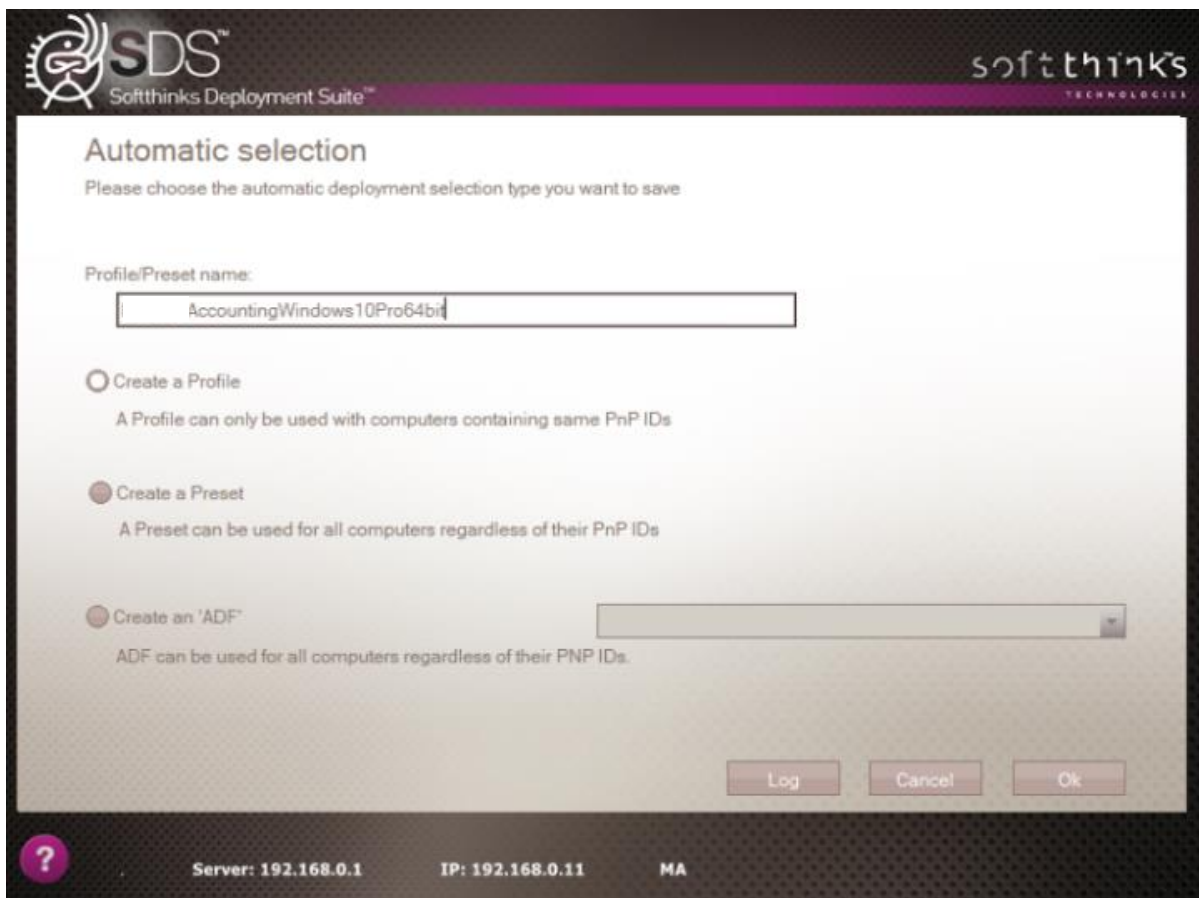 SDS™
Softthinks Deployment Suite™
softthinks
TECHNOLOGIES
Automatic selection
Please choose the automatic deployment selection type you want to save
Profile/Preset name:
AccountingWindows10Pro64bit
Create a Profile
A Profile can only be used with computers containing same PnP IDs
Create a Preset
A Preset can be used for all computers regardless of their PnP IDs
Create an 'ADF'
ADF can be used for all computers regardless of their PNP IDs.
Log Cancel Ok
? Server: 192.168.0.1 IP: 192.168.0.11 MA